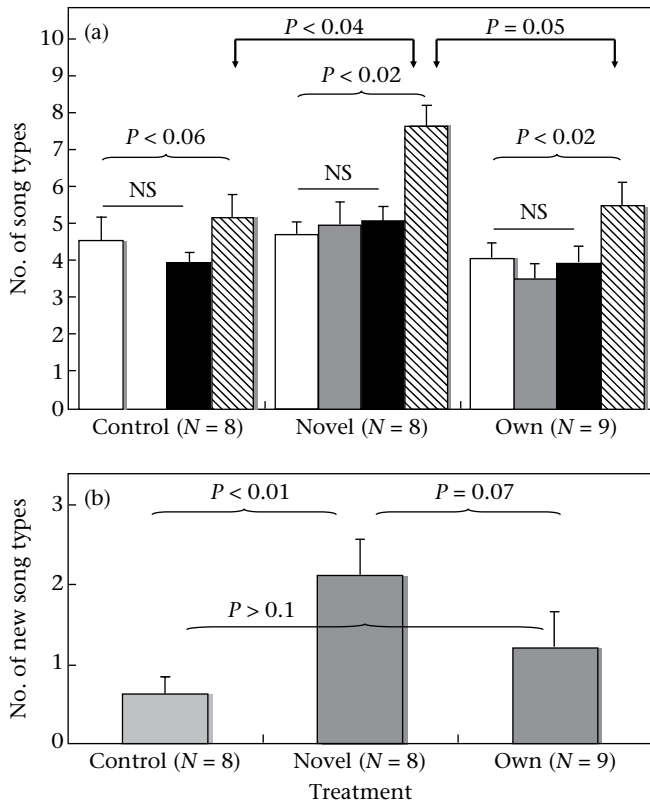 (a)
P < 0.04
P = 0.05
P < 0.02
P < 0.06
P < 0.02
NS
NS
NS
No. of song types
10
9
8
7
6
5
4
3
2
1
0
Control (N = 8)
Novel (N = 8)
Own (N = 9)
(b)
P < 0.01
P = 0.07
P > 0.1
No. of new song types
3
2
1
0
Control (N = 8)
Novel (N = 8)
Own (N = 9)
Treatment